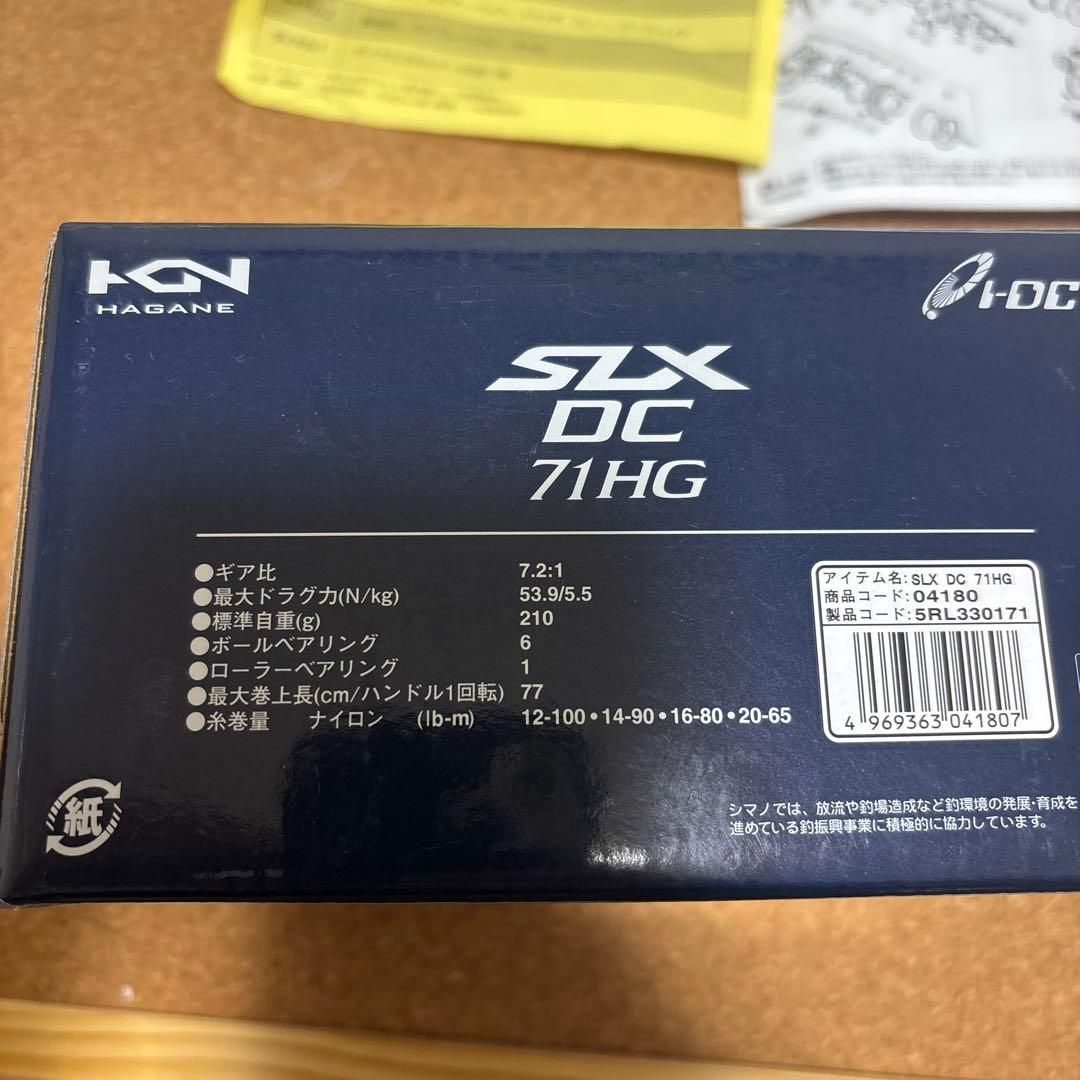 KGN
HAGANE
I-DC
SLX
DC
71HG
●ギア比 7.2:1
●最大ドラグ力(N/kg) 53.9/5.5
●標準自重(g) 210
●ボールベアリング 6
●ローラーベアリング 1
●最大巻上長(cm/ハンドル1回転) 77
●糸巻量 ナイロン (lb-m) 12-100・14-90・16-80・20-65
アイテム名:SLX DC 71HG
商品コード:04180
製品コード:5RL330171
4 969363 041807
紙
シマノでは、放流や釣場造成など釣環境の発展・育成を
進めている釣振興事業に積極的に協力しています。